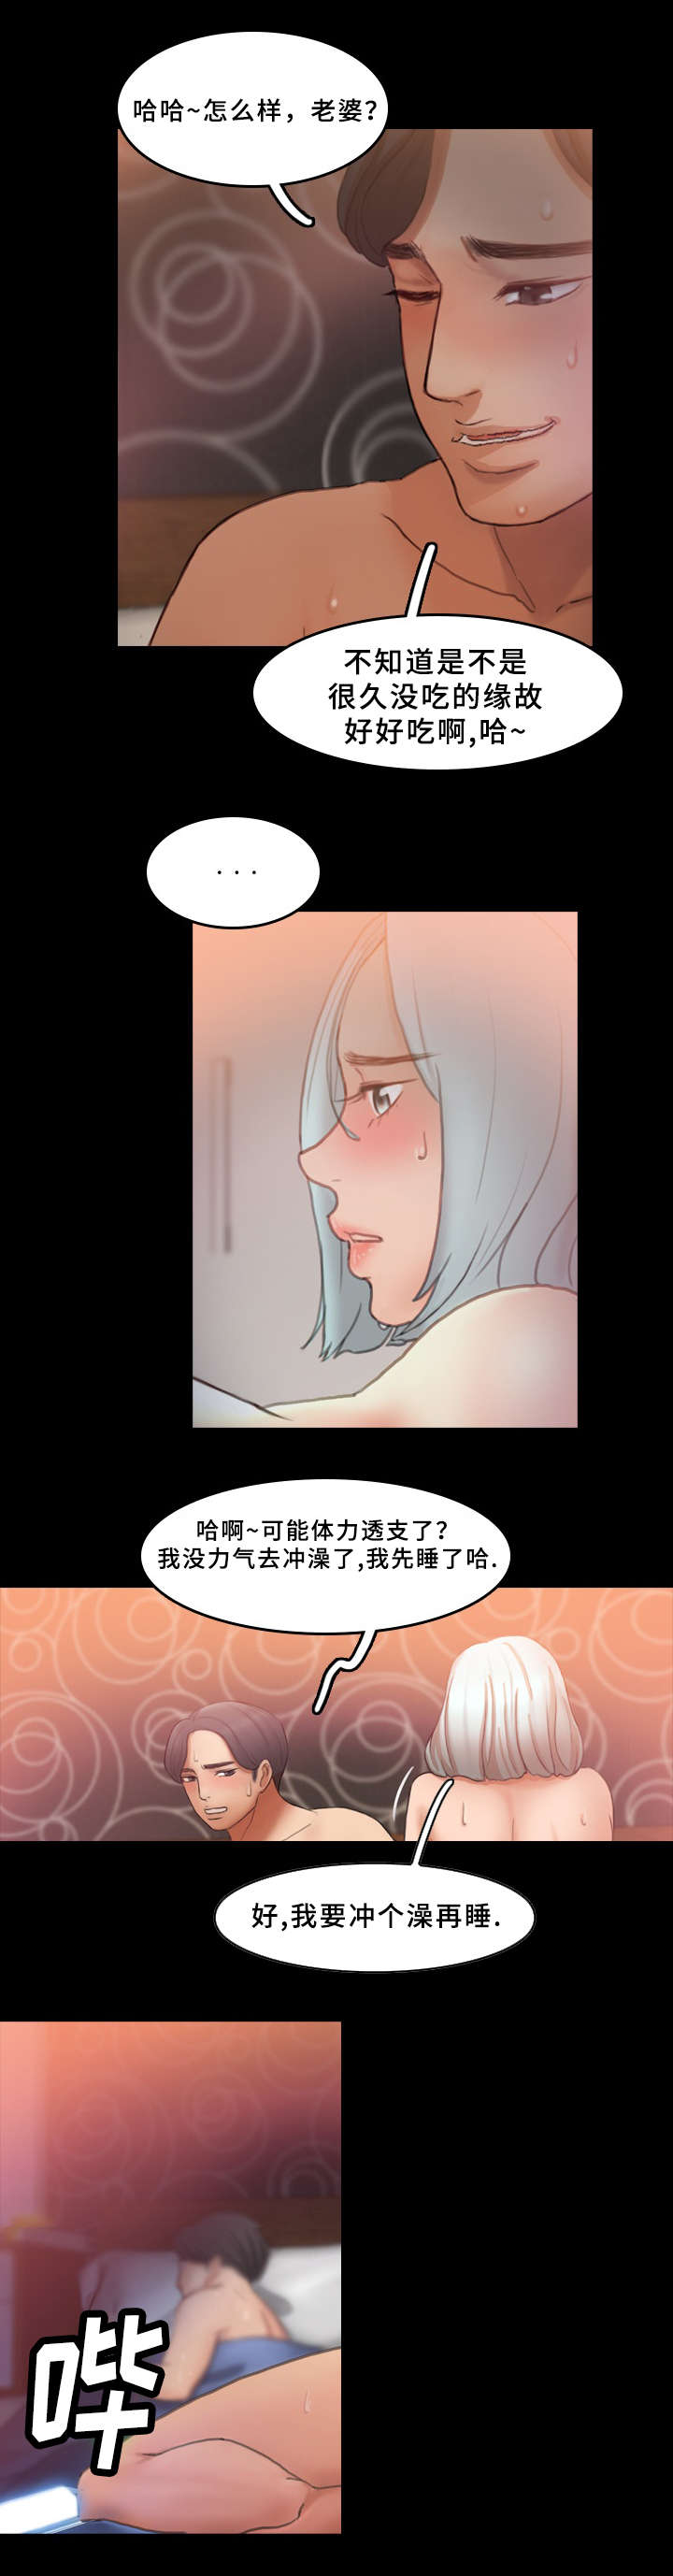 哈哈~怎么样，老婆?
不知道是不是
很久没吃的缘故
好好吃啊,哈~
···
哈啊~可能体力透支了?
我没力气去冲澡了,我先睡了哈.
好,我要冲个澡再睡.
哔